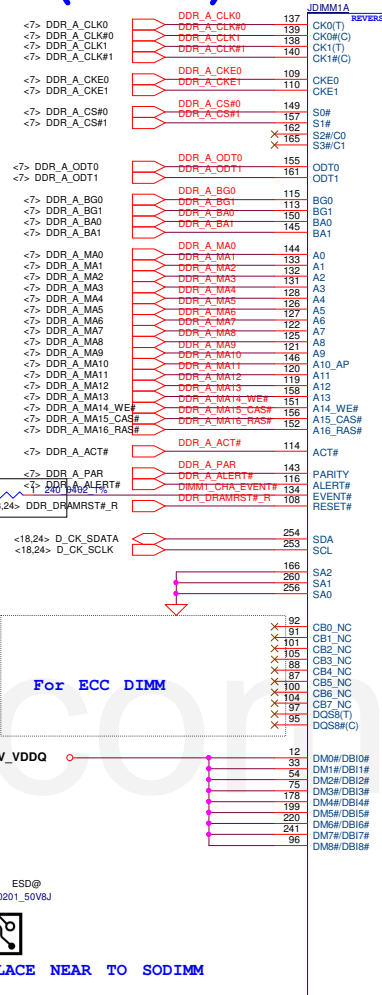 JDIMM1A
REVERS
<7> DDR_A_CLK0 DDR_A_CLK0 137 CK0(T)
<7> DDR_A_CLK#0 DDR_A_CLK#0 139 CK0#(C)
<7> DDR_A_CLK1 DDR_A_CLK1 138 CK1(T)
<7> DDR_A_CLK#1 DDR_A_CLK#1 140 CK1#(C)
<7> DDR_A_CKE0 DDR_A_CKE0 109 CKE0
<7> DDR_A_CKE1 DDR_A_CKE1 110 CKE1
<7> DDR_A_CS#0 DDR_A_CS#0 149 S0#
<7> DDR_A_CS#1 DDR_A_CS#1 157 S1#
162 S2#/C0
165 S3#/C1
<7> DDR_A_ODT0 DDR_A_ODT0 155 ODT0
<7> DDR_A_ODT1 DDR_A_ODT1 161 ODT1
<7> DDR_A_BG0 DDR_A_BG0 115 BG0
<7> DDR_A_BG1 DDR_A_BG1 113 BG1
<7> DDR_A_BA0 DDR_A_BA0 150 BA0
<7> DDR_A_BA1 DDR_A_BA1 145 BA1
<7> DDR_A_MA0 DDR_A_MA0 144 A0
<7> DDR_A_MA1 DDR_A_MA1 133 A1
<7> DDR_A_MA2 DDR_A_MA2 132 A2
<7> DDR_A_MA3 DDR_A_MA3 131 A3
<7> DDR_A_MA4 DDR_A_MA4 128 A4
<7> DDR_A_MA5 DDR_A_MA5 126 A5
<7> DDR_A_MA6 DDR_A_MA6 127 A6
<7> DDR_A_MA7 DDR_A_MA7 122 A7
<7> DDR_A_MA8 DDR_A_MA8 125 A8
<7> DDR_A_MA9 DDR_A_MA9 121 A9
<7> DDR_A_MA10 DDR_A_MA10 146 A10_AP
<7> DDR_A_MA11 DDR_A_MA11 120 A11
<7> DDR_A_MA12 DDR_A_MA12 119 A12
<7> DDR_A_MA13 DDR_A_MA13 158 A13
<7> DDR_A_MA14_WE# DDR_A_MA14_WE# 151 A14_WE#
<7> DDR_A_MA15_CAS# DDR_A_MA15_CAS# 156 A15_CAS#
<7> DDR_A_MA16_RAS# DDR_A_MA16_RAS# 152 A16_RAS#
<7> DDR_A_ACT# DDR_A_ACT# 114 ACT#
<7> DDR_A_PAR DDR_A_PAR 143 PARITY
<7> DDR_A_ALERT# DDR_A_ALERT# 116 ALERT#
1 240_0402_1% DIMM1_CHA_EVENT# 134 EVENT#
,24> DDR_DRAMRST#_R DDR_DRAMRST#_R 108 RESET#
<18,24> D_CK_SDATA 254 SDA
<18,24> D_CK_SCLK 253 SCL
166 SA2
260 SA1
256 SA0
92 CB0_NC
91 CB1_NC
101 CB2_NC
105 CB3_NC
88 CB4_NC
87 CB5_NC
100 CB6_NC
104 CB7_NC
97 DQS8(T)
95 DQS8#(C)
For ECC DIMM
V_VDDQ
12 DM0#/DBI0#
33 DM1#/DBI1#
54 DM2#/DBI2#
75 DM3#/DBI3#
178 DM4#/DBI4#
199 DM5#/DBI5#
220 DM6#/DBI6#
241 DM7#/DBI7#
96 DM8#/DBI8#
com
ESD@
0201_50V8J
LACE NEAR TO SODIMM